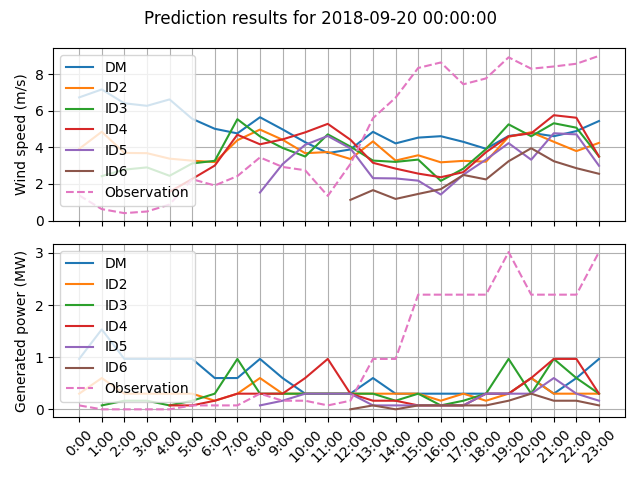 Prediction results for 2018-09-20 00:00:00
Wind speed (m/s)
8
6
4
2
0
DM
ID2
ID3
ID4
ID5
ID6
Observation
Generated power (MW)
3
2
1
0
DM
ID2
ID3
ID4
ID5
ID6
Observation
0:00 1:00 2:00 3:00 4:00 5:00 6:00 7:00 8:00 9:00 10:00 11:00 12:00 13:00 14:00 15:00 16:00 17:00 18:00 19:00 20:00 21:00 22:00 23:00